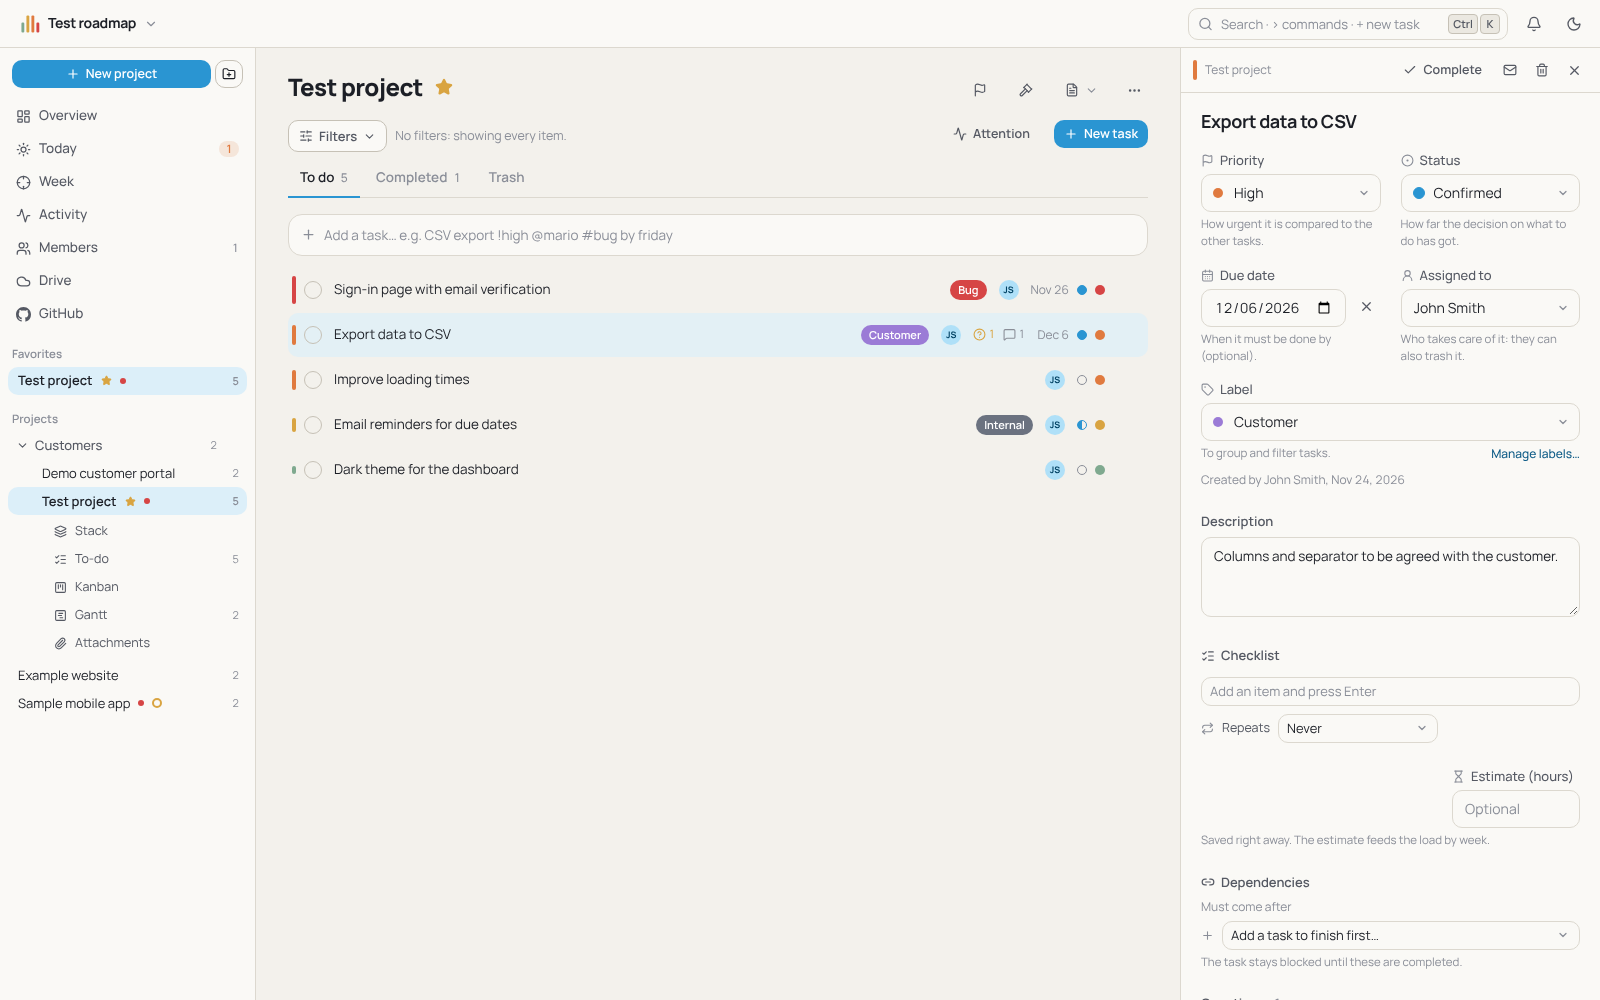 Test roadmap
Search · > commands · + new task
Ctrl K
New project
Overview
Today 1
Week
Activity
Members 1
Drive
GitHub
Favorites
Test project 5
Projects
Customers 2
Demo customer portal 2
Test project 5
Stack
To-do 5
Kanban
Gantt 2
Attachments
Example website 2
Sample mobile app 2
Test project
Filters
No filters: showing every item.
Attention
New task
To do 5
Completed 1
Trash
Add a task... e.g. CSV export !high @mario #bug by friday
Sign-in page with email verification Bug JS Nov 26
Export data to CSV Customer JS 1 1 Dec 6
Improve loading times JS
Email reminders for due dates Internal JS
Dark theme for the dashboard JS
Test project
Complete
Export data to CSV
Priority
High
How urgent it is compared to the
other tasks.
Status
Confirmed
How far the decision on what to
do has got.
Due date
12/06/2026
When it must be done by
(optional).
Assigned to
John Smith
Who takes care of it: they can
also trash it.
Label
Customer
To group and filter tasks.
Manage labels...
Created by John Smith, Nov 24, 2026
Description
Columns and separator to be agreed with the customer.
Checklist
Add an item and press Enter
Repeats Never
Estimate (hours)
Optional
Saved right away. The estimate feeds the load by week.
Dependencies
Must come after
Add a task to finish first...
The task stays blocked until these are completed.